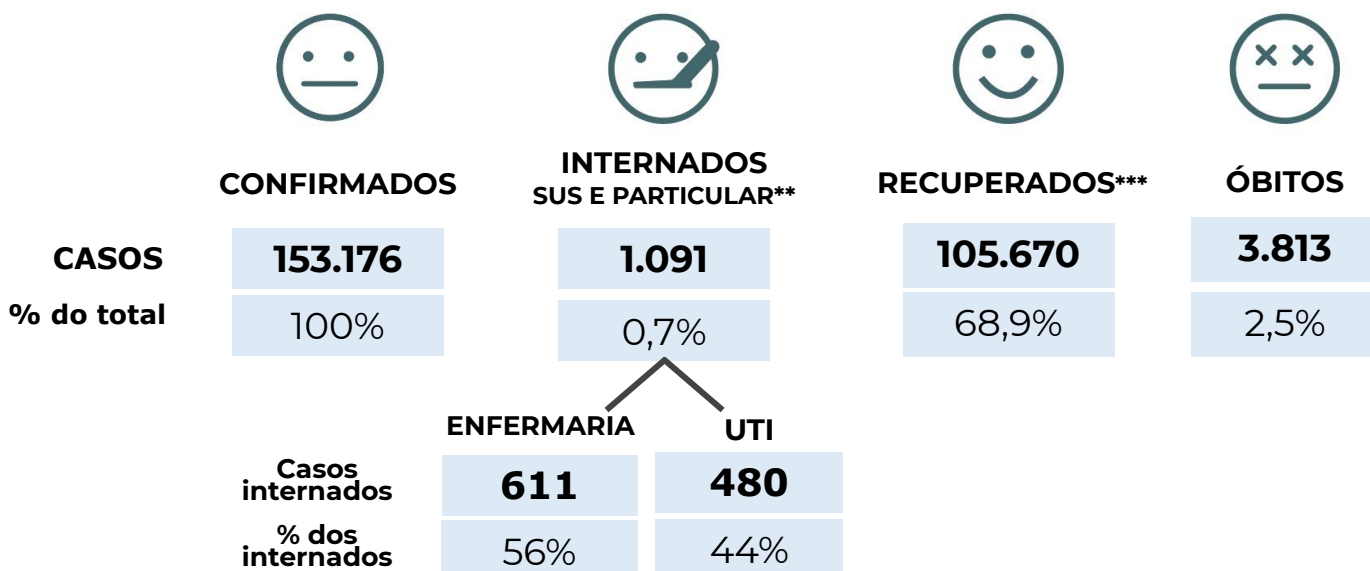 CONFIRMADOS
INTERNADOS
SUS E PARTICULAR**
RECUPERADOS***
ÓBITOS
CASOS
153.176
1.091
105.670
3.813
% do total
100%
0,7%
68,9%
2,5%
ENFERMARIA
UTI
Casos
internados
611
480
% dos
internados
56%
44%